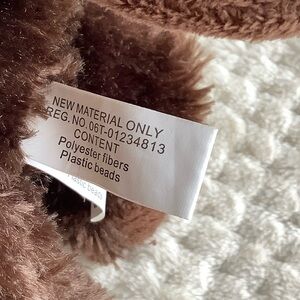 NEW MATERIAL ONLY
REG. NO. 06T-01234813
CONTENT
Polyester fibers
Plastic beads